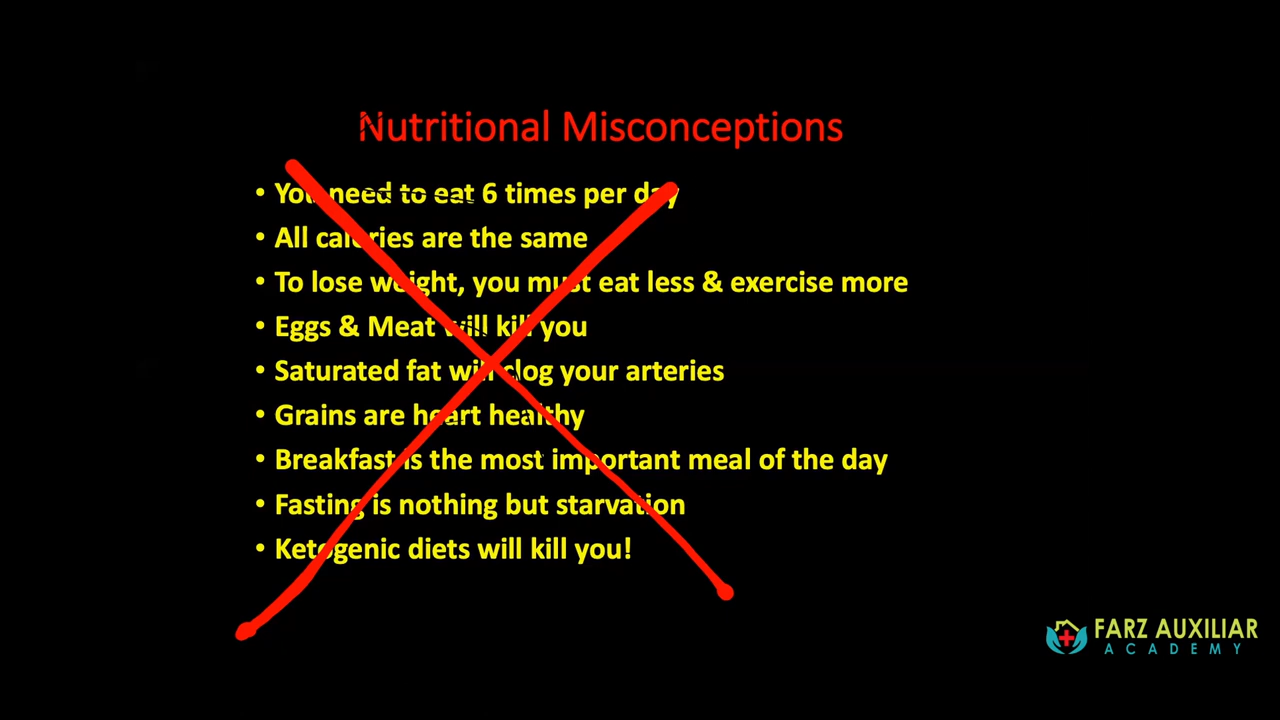 Nutritional Misconceptions
• You need to eat 6 times per day
• All calories are the same
• To lose weight, you must eat less & exercise more
• Eggs & Meat will kill you
• Saturated fat will clog your arteries
• Grains are heart healthy
• Breakfast is the most important meal of the day
• Fasting is nothing but starvation
• Ketogenic diets will kill you!
FARZ AUXILIAR
ACADEMY